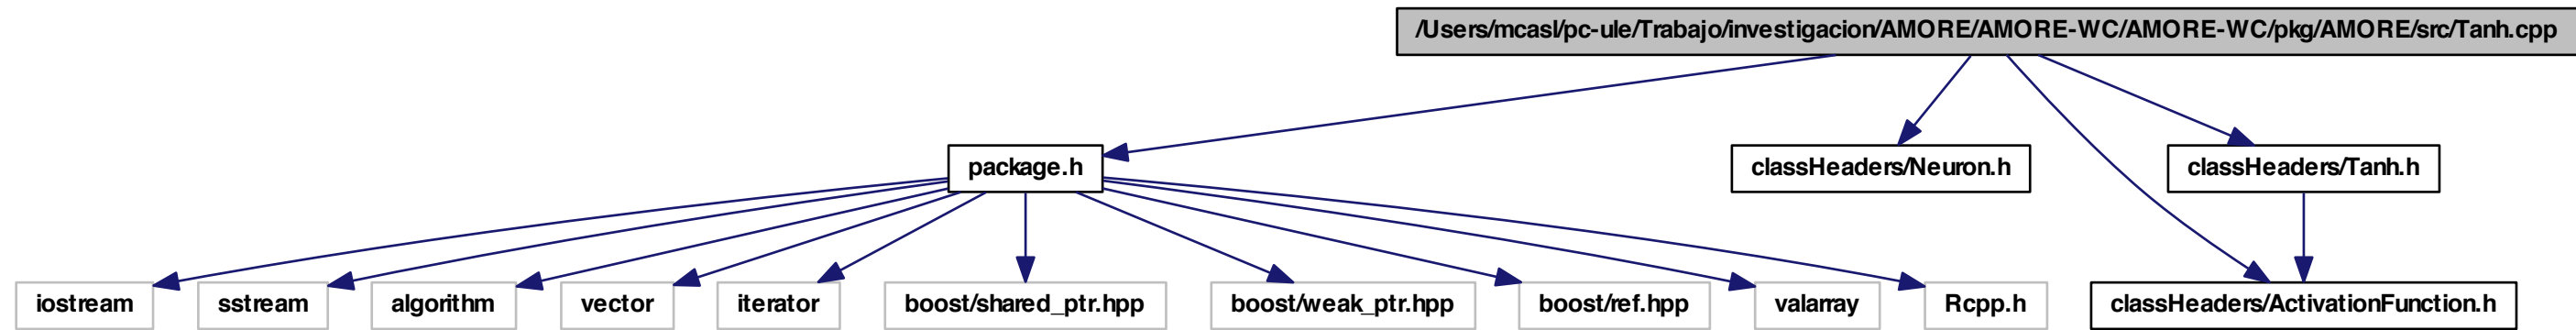 /Users/mcasl/pc-ule/Trabajo/investigacion/AMORE/AMORE-WC/AMORE-WC/pkg/AMORE/src/Tanh.cpp
package.h
classHeaders/Neuron.h
classHeaders/Tanh.h
iostream
sstream
algorithm
vector
iterator
boost/shared_ptr.hpp
boost/weak_ptr.hpp
boost/ref.hpp
valarray
Rcpp.h
classHeaders/ActivationFunction.h